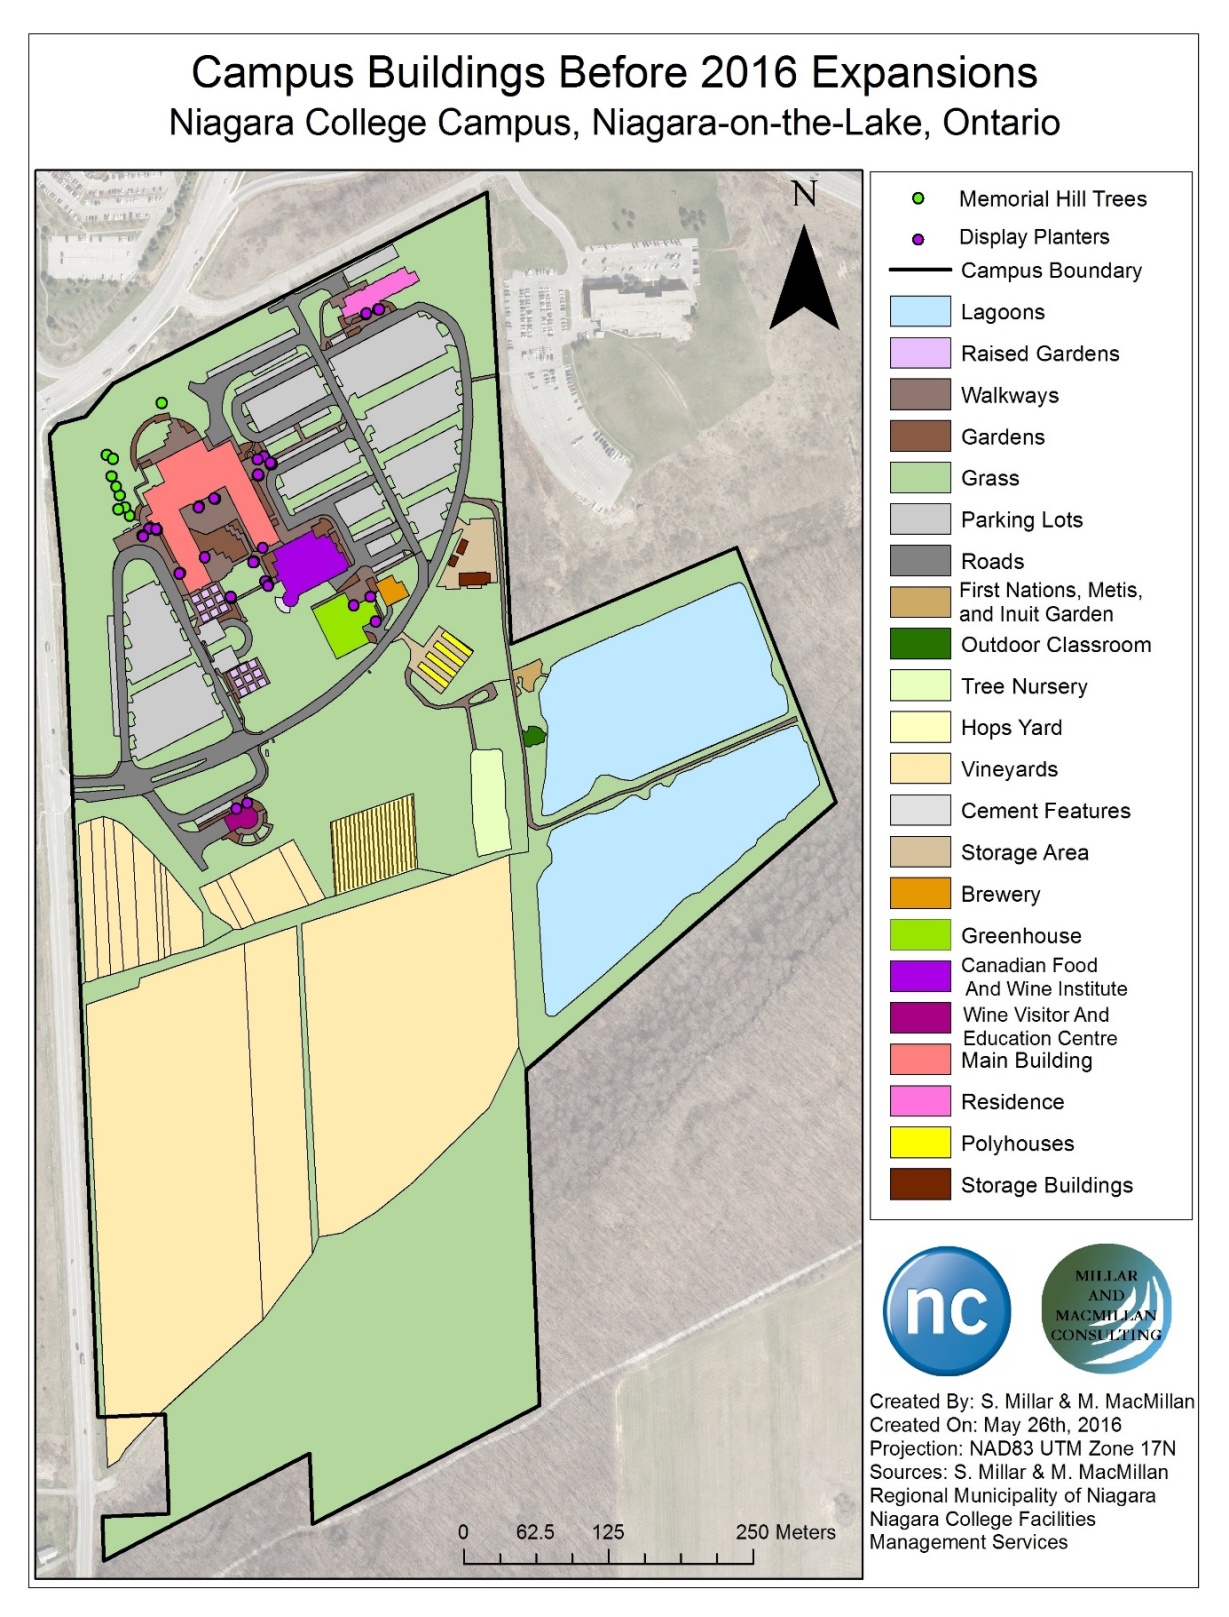 Campus Buildings Before 2016 Expansions
Niagara College Campus, Niagara-on-the-Lake, Ontario
N
Memorial Hill Trees
Display Planters
Campus Boundary
Lagoons
Raised Gardens
Walkways
Gardens
Grass
Parking Lots
Roads
First Nations, Metis,
and Inuit Garden
Outdoor Classroom
Tree Nursery
Hops Yard
Vineyards
Cement Features
Storage Area
Brewery
Greenhouse
Canadian Food
And Wine Institute
Wine Visitor And
Education Centre
Main Building
Residence
Polyhouses
Storage Buildings
nc
MILLAR
AND
MACMILLAN
CONSULTING
Created By: S. Millar & M. MacMillan
Created On: May 26th, 2016
Projection: NAD83 UTM Zone 17N
Sources: S. Millar & M. MacMillan
Regional Municipality of Niagara
Niagara College Facilities
Management Services
0 62.5 125 250 Meters